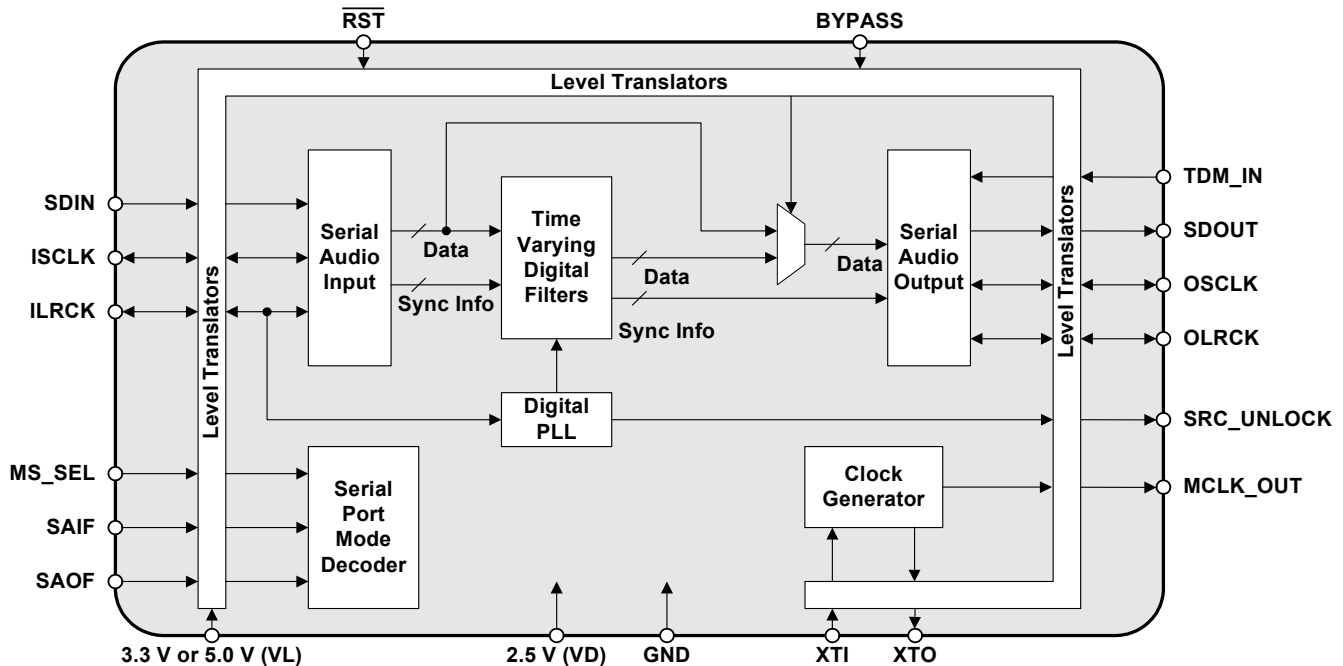 RST
BYPASS
Level Translators
SDIN
ISCLK
ILRCK
MS_SEL
SAIF
SAOF
Level Translators
Serial
Audio
Input
Data
Sync Info
Time
Varying
Digital
Filters
Data
Sync Info
Data
Serial
Audio
Output
Level Translators
TDM_IN
SDOUT
OSCLK
OLRCK
SRC_UNLOCK
MCLK_OUT
Digital
PLL
Serial
Port
Mode
Decoder
Clock
Generator
3.3 V or 5.0 V (VL)
2.5 V (VD)
GND
XTI
XTO